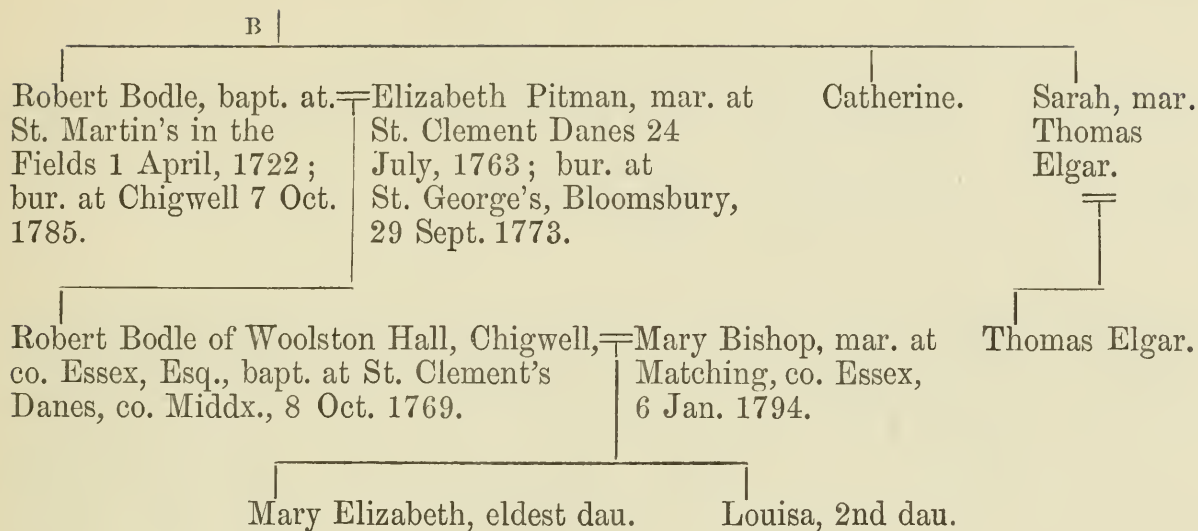 B
Robert Bodle, bapt. at.
St. Martin's in the
Fields 1 April, 1722 ;
bur. at Chigwell 7 Oct.
1785.
Elizabeth Pitman, mar. at
St. Clement Danes 24
July, 1763 ; bur. at
St. George's, Bloomsbury,
29 Sept. 1773.
Catherine.
Sarah, mar.
Thomas
Elgar.
Robert Bodle of Woolston Hall, Chigwell,
co. Essex, Esq., bapt. at St. Clement's
Danes, co. Middx., 8 Oct. 1769.
Mary Bishop, mar. at
Matching, co. Essex,
6 Jan. 1794.
Thomas Elgar.
Mary Elizabeth, eldest dau.
Louisa, 2nd dau.